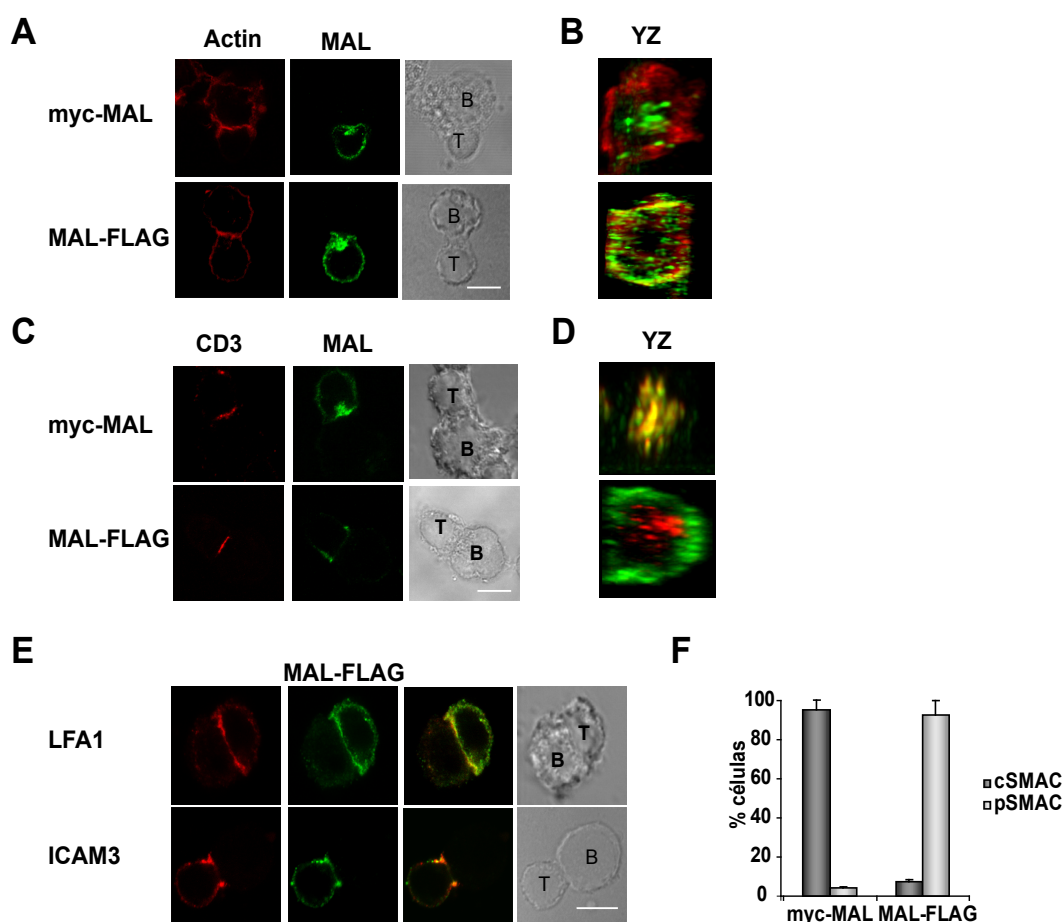 A
Actin
MAL
B
YZ
myc-MAL
B
T
MAL-FLAG
B
T
C
CD3
MAL
D
YZ
myc-MAL
T
B
MAL-FLAG
T
B
E
MAL-FLAG
F
LFA1
T
B
ICAM3
B
T
% células
100
80
60
40
20
0
cSMAC
pSMAC
myc-MAL
MAL-FLAG